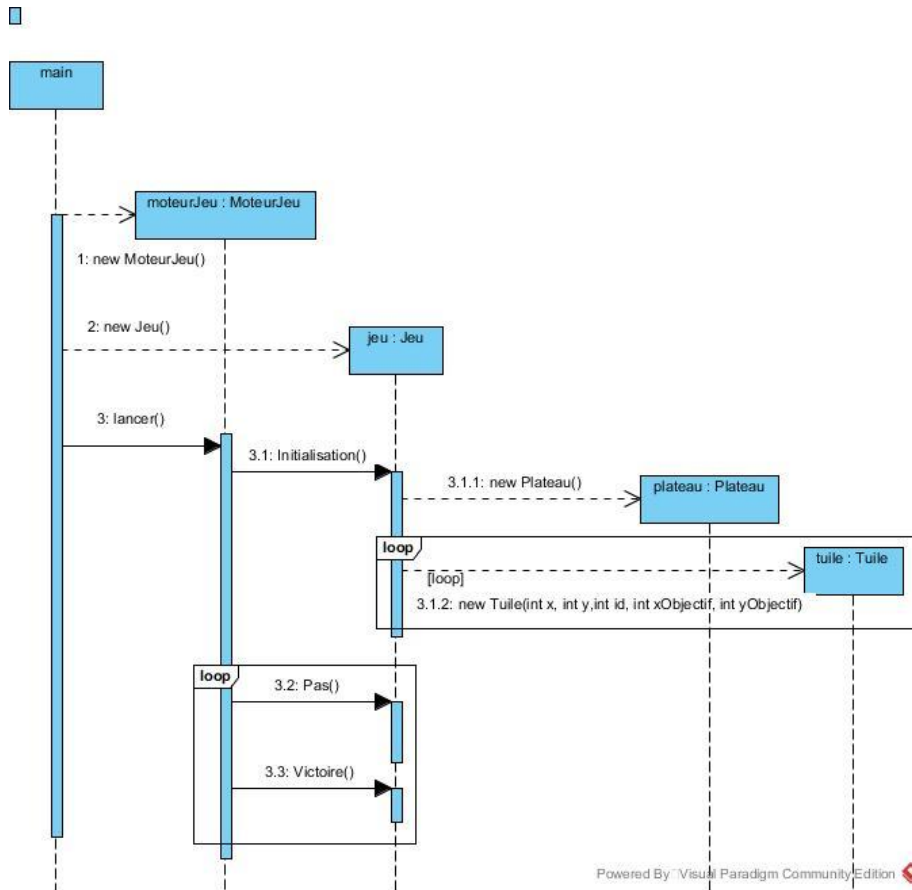 main
moteurJeu : MoteurJeu
1: new MoteurJeu()
2: new Jeu()
jeu : Jeu
3: lancer()
3.1: Initialisation()
3.1.1: new Plateau()
plateau : Plateau
loop
tuile : Tuile
[loop]
3.1.2: new Tuile(int x, int y,int id, int xObjectif, int yObjectif)
loop
3.2: Pas()
3.3: Victoire()
Powered By Visual Paradigm Community Edition